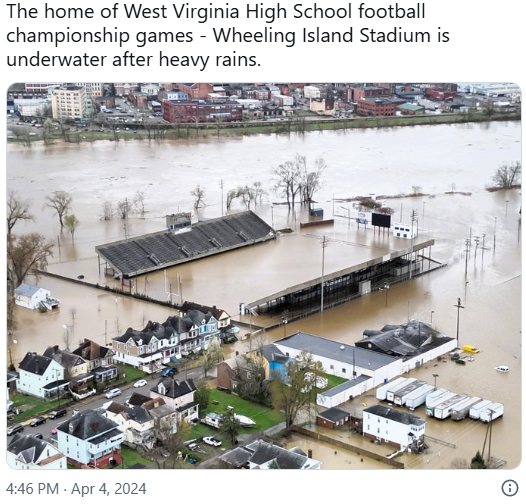 The home of West Virginia High School football
championship games - Wheeling Island Stadium is
underwater after heavy rains.
4:46 PM · Apr 4, 2024